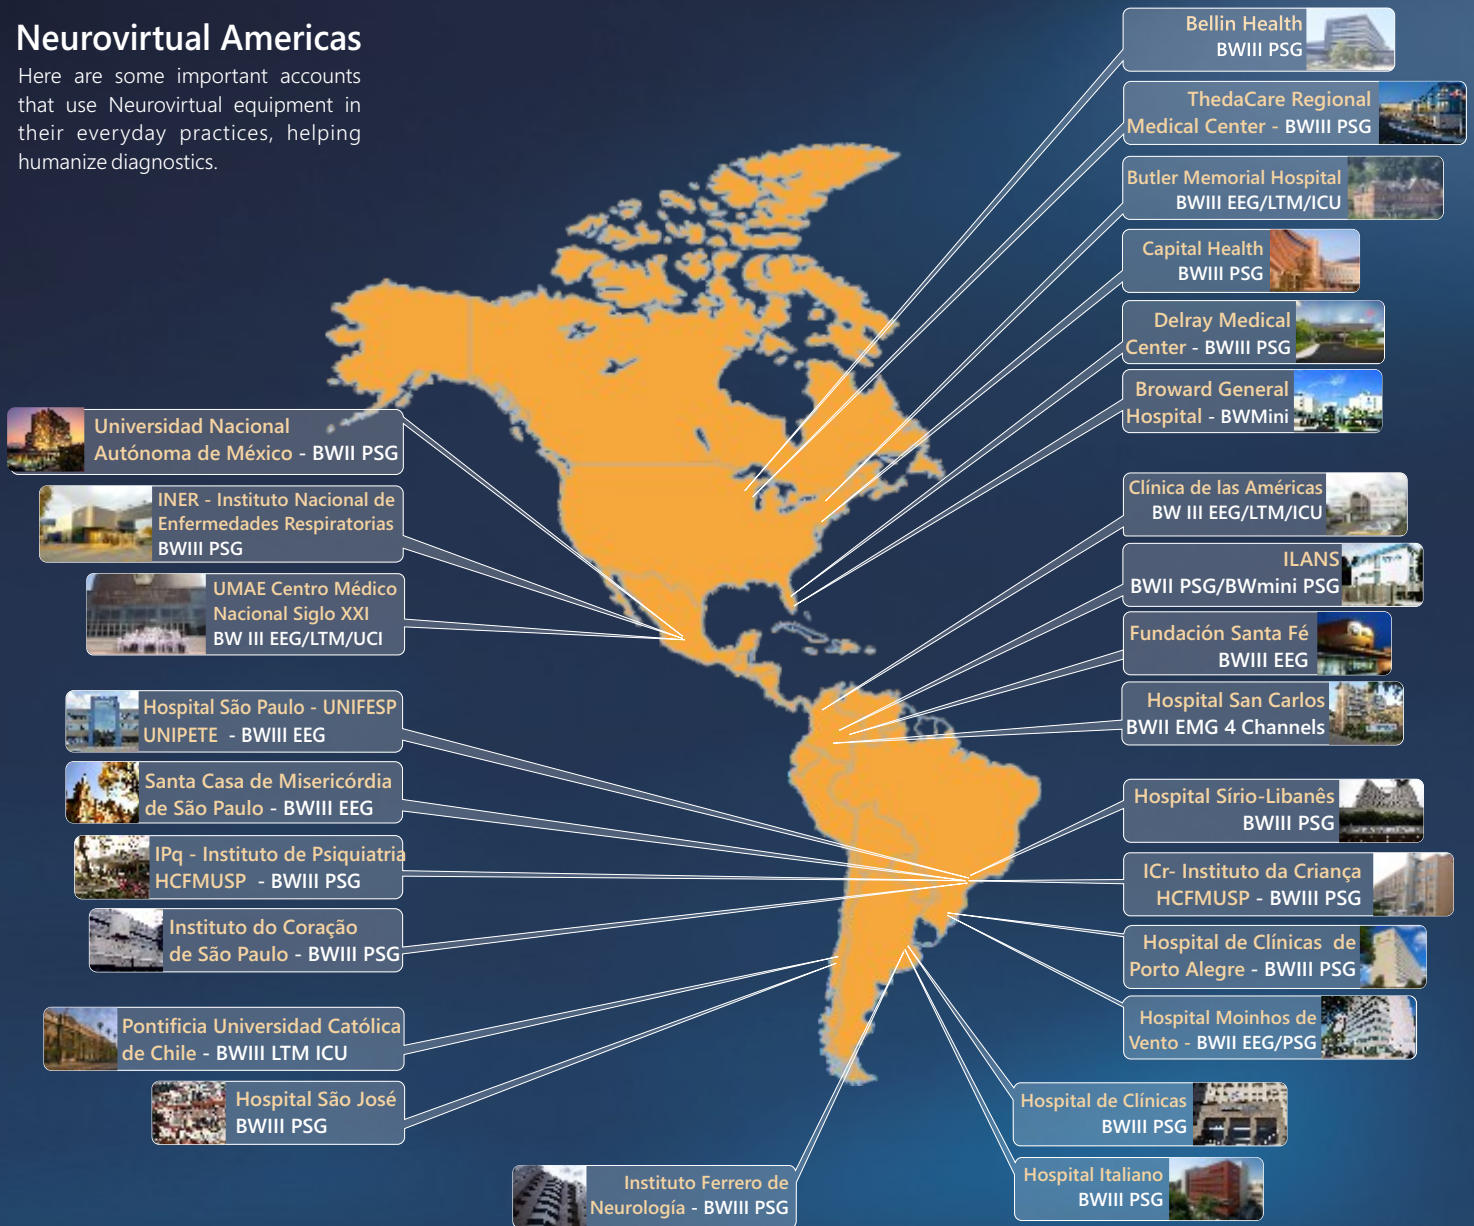 Neurovirtual Americas
Here are some important accounts
that use Neurovirtual equipment in
their everyday practices, helping
humanize diagnostics.
Bellin Health
BWIII PSG
ThedaCare Regional
Medical Center - BWIII PSG
Butler Memorial Hospital
BWIII EEG/LTM/ICU
Capital Health
BWIII PSG
Delray Medical
Center - BWIII PSG
Broward General
Hospital - BWMini
Universidad Nacional
Autónoma de México - BWII PSG
INER - Instituto Nacional de
Enfermedades Respiratorias
BWIII PSG
UMAE Centro Médico
Nacional Siglo XXI
BW III EEG/LTM/UCI
Clínica de las Américas
BW III EEG/LTM/ICU
ILANS
BWII PSG/BWmini PSG
Fundación Santa Fé
BWIII EEG
Hospital San Carlos
BWII EMG 4 Channels
Hospital São Paulo - UNIFESP
UNIPETE - BWIII EEG
Santa Casa de Misericórdia
de São Paulo - BWIII EEG
IPq - Instituto de Psiquiatria
HCFMUSP - BWIII PSG
Instituto do Coração
de São Paulo - BWIII PSG
Pontificia Universidad Católica
de Chile - BWIII LTM ICU
Hospital São José
BWIII PSG
Hospital Sírio-Libanês
BWIII PSG
ICr- Instituto da Criança
HCFMUSP - BWIII PSG
Hospital de Clínicas de
Porto Alegre - BWIII PSG
Hospital Moinhos de
Vento - BWII EEG/PSG
Hospital de Clínicas
BWIII PSG
Hospital Italiano
BWIII PSG
Instituto Ferrero de
Neurología - BWIII PSG